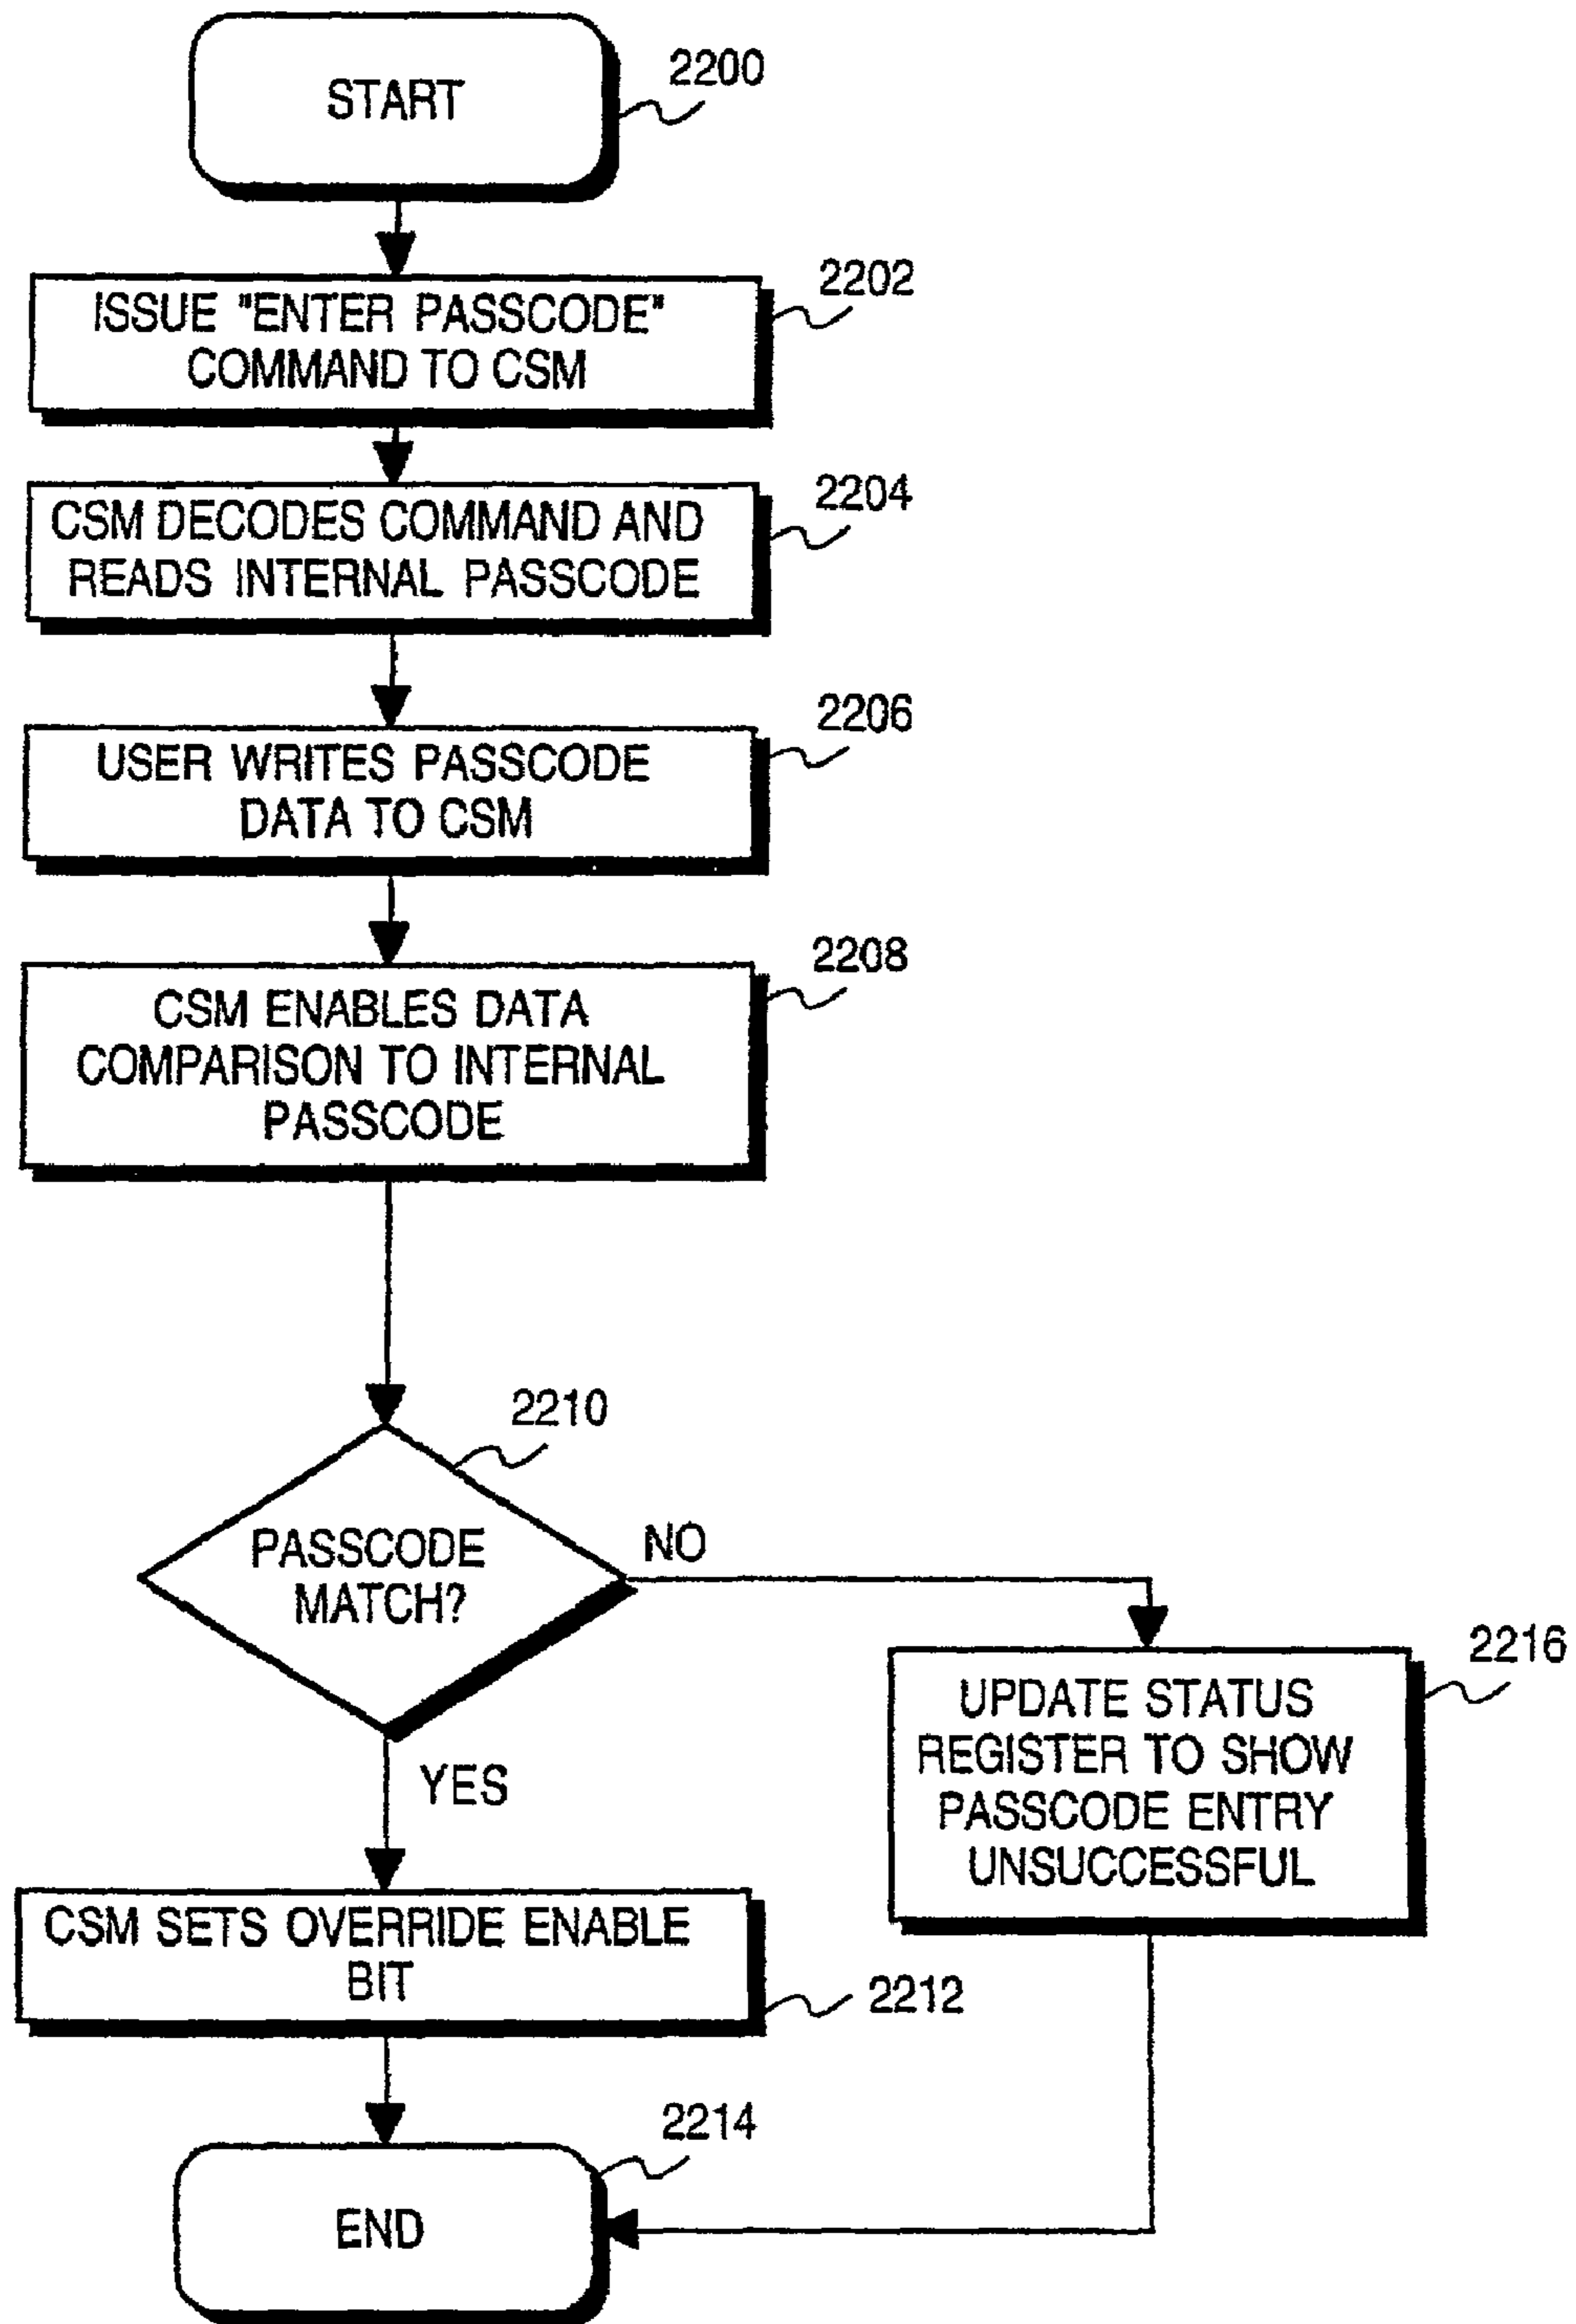 START
2200
ISSUE "ENTER PASSCODE"
COMMAND TO CSM
2202
CSM DECODES COMMAND AND
READS INTERNAL PASSCODE
2204
USER WRITES PASSCODE
DATA TO CSM
2206
CSM ENABLES DATA
COMPARISON TO INTERNAL
PASSCODE
2208
PASSCODE
MATCH?
2210
NO
YES
UPDATE STATUS
REGISTER TO SHOW
PASSCODE ENTRY
UNSUCCESSFUL
2216
CSM SETS OVERRIDE ENABLE
BIT
2212
END
2214